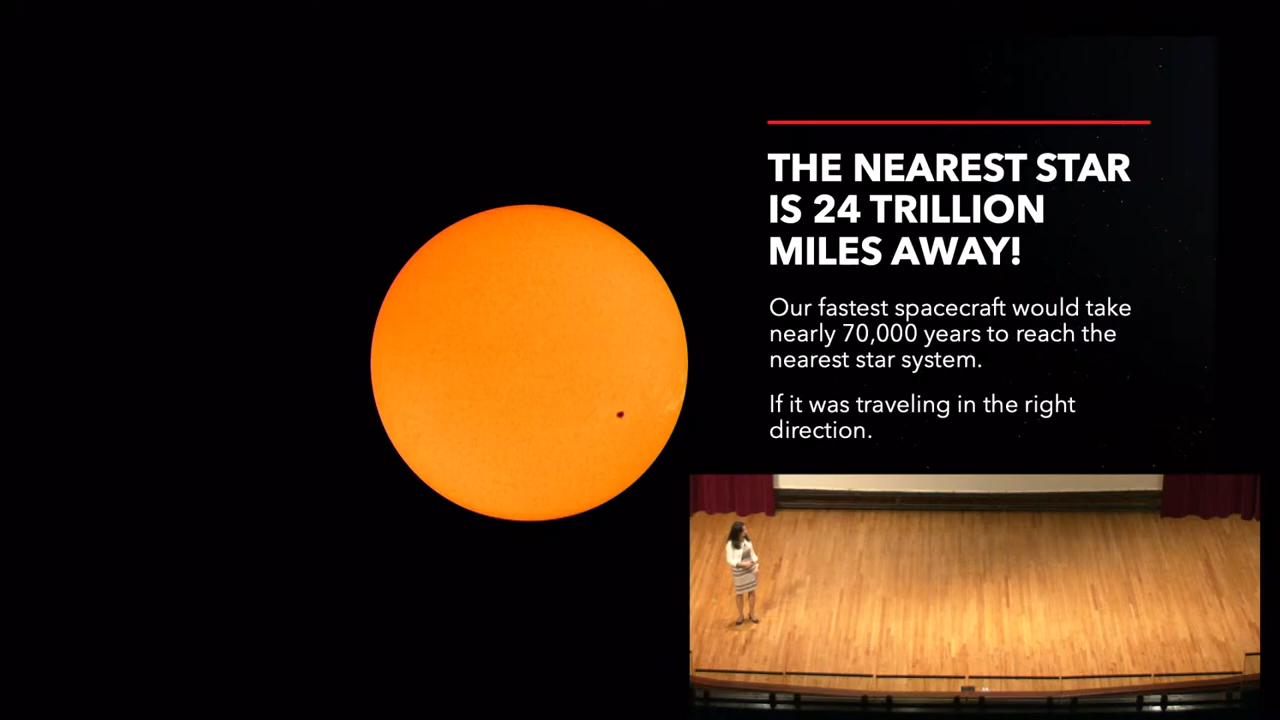 THE NEAREST STAR
IS 24 TRILLION
MILES AWAY!
Our fastest spacecraft would take
nearly 70,000 years to reach the
nearest star system.
If it was traveling in the right
direction.